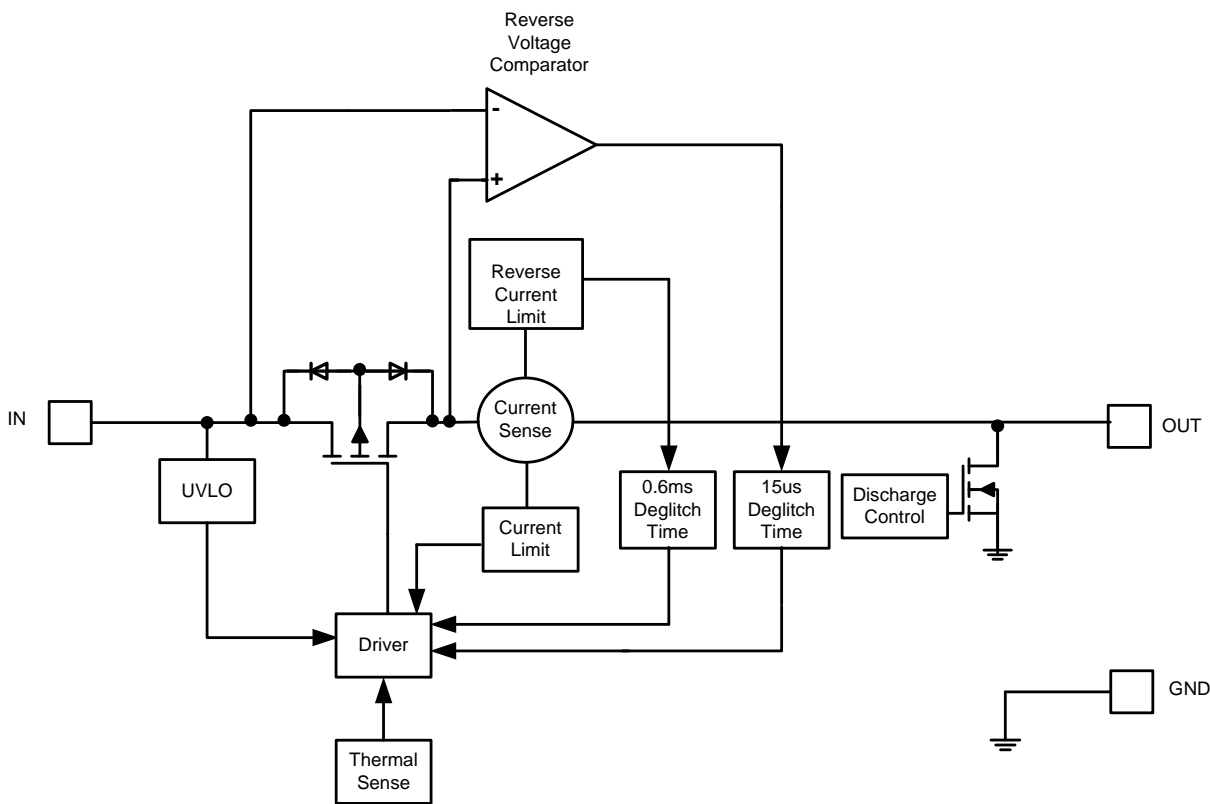 Reverse
Voltage
Comparator
-
+
Reverse
Current
Limit
IN
Current
Sense
OUT
UVLO
0.6ms
Deglitch
Time
15us
Deglitch
Time
Discharge
Control
Current
Limit
Driver
GND
Thermal
Sense